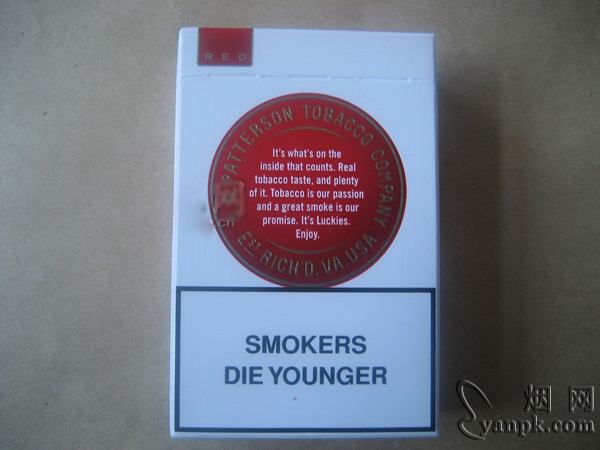 RED
PATTERSON TOBACCO COMPANY
It's what's on the
inside that counts. Real
tobacco taste, and plenty
of it. Tobacco is our passion
and a great smoke is our
promise. It's Luckies.
Enjoy.
EST RICH'D. VA. USA
网
.cn
SMOKERS
DIE YOUNGER
烟网
yanpk.com